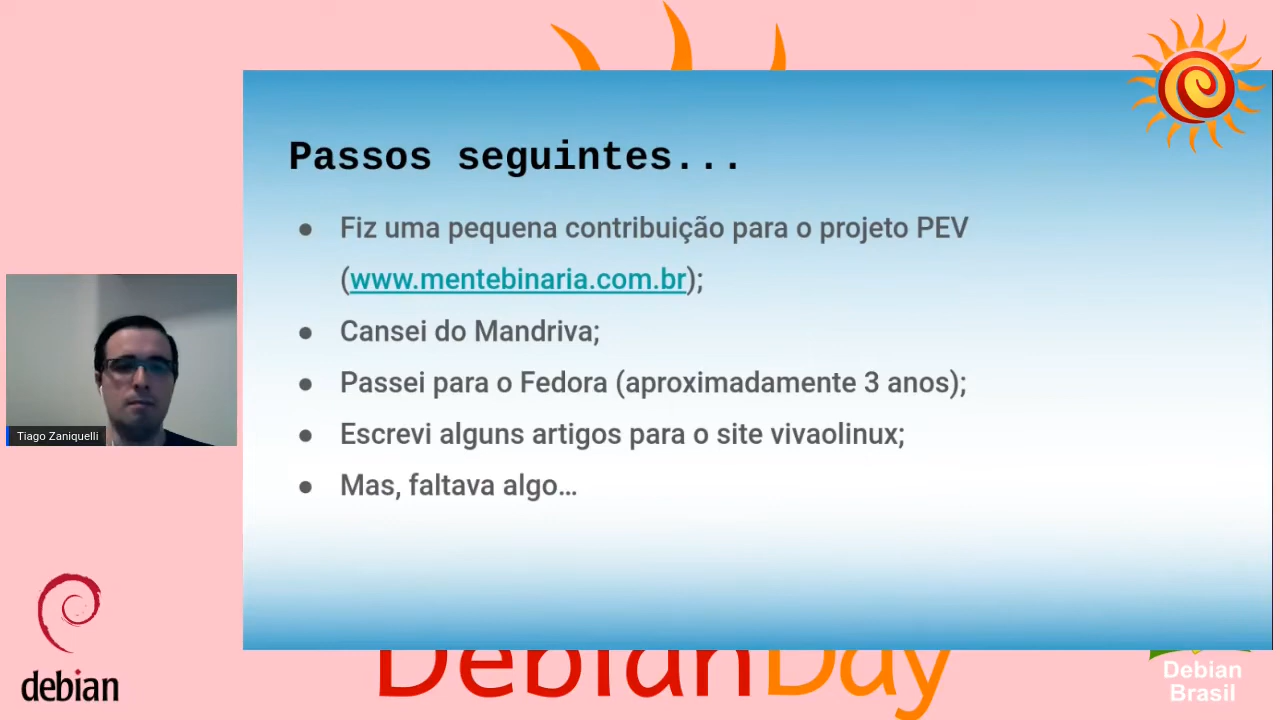 Passos seguintes...
● Fiz uma pequena contribuição para o projeto PEV
(www.mentebinaria.com.br);
● Cansei do Mandriva;
● Passei para o Fedora (aproximadamente 3 anos);
● Escrevi alguns artigos para o site vivaolinux;
● Mas, faltava algo…
Tiago Zaniquelli
debian
DebianDay
Debian
Brasil